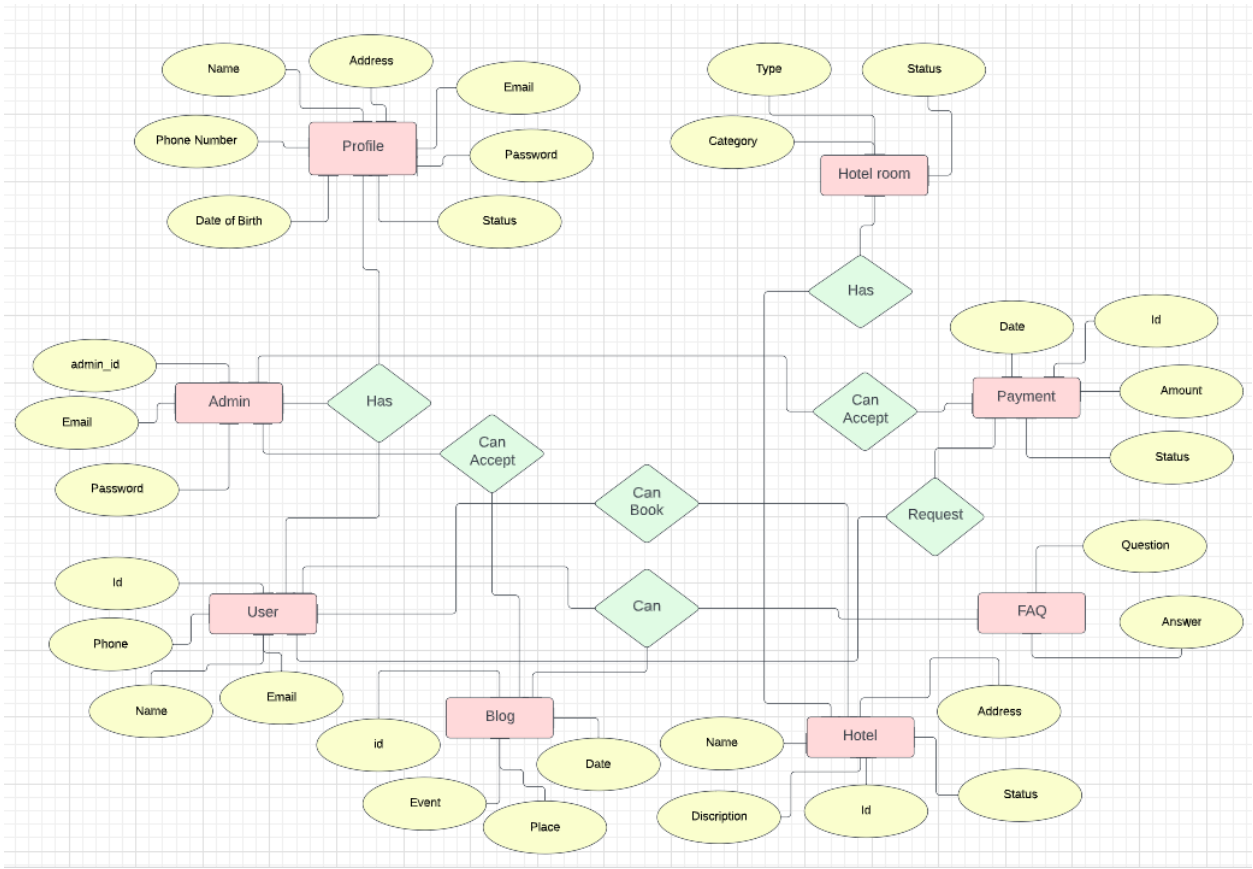 Name
Address
Email
Phone Number
Profile
Password
Date of Birth
Status
Type
Status
Category
Hotel room
Has
Date
Id
admin_id
Admin
Has
Can
Accept
Payment
Amount
Email
Can
Accept
Status
Password
Can
Book
Request
Question
Id
User
Can
FAQ
Answer
Phone
Name
Email
Blog
id
Date
Event
Place
Address
Name
Hotel
Status
Discription
Id